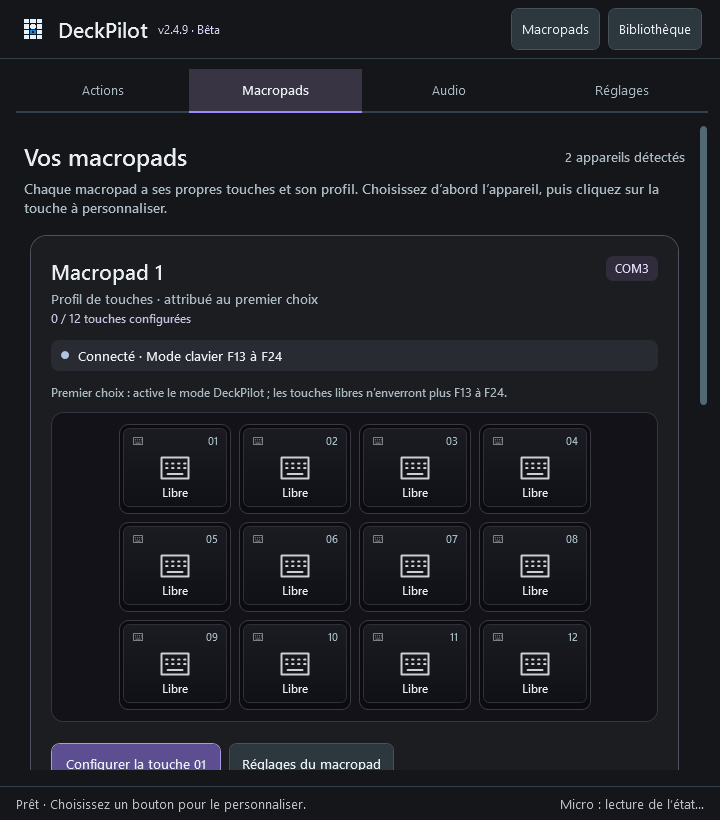 DeckPilot v2.4.9 · Bêta Macropads Bibliothèque
Actions Macropads Audio Réglages
Vos macropads 2 appareils détectés
Chaque macropad a ses propres touches et son profil. Choisissez d’abord l’appareil, puis cliquez sur la
touche à personnaliser.
Macropad 1 COM3
Profil de touches · attribué au premier choix
0 / 12 touches configurées
Connecté · Mode clavier F13 à F24
Premier choix : active le mode DeckPilot ; les touches libres n’enverront plus F13 à F24.
01 02 03 04
Libre Libre Libre Libre
05 06 07 08
Libre Libre Libre Libre
09 10 11 12
Libre Libre Libre Libre
Configurer la touche 01 Réglages du macropad
Prêt · Choisissez un bouton pour le personnaliser. Micro : lecture de l’état...